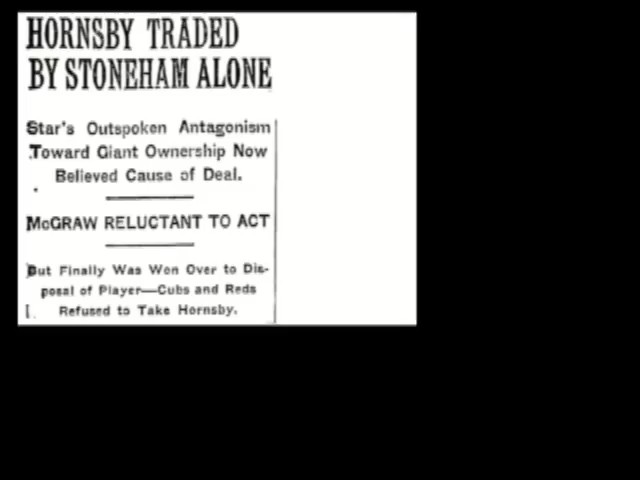 HORNSBY TRADED
BY STONEHAM ALONE
Star's Outspoken Antagonism
Toward Giant Ownership Now
Believed Cause of Deal.
McGRAW RELUCTANT TO ACT
But Finally Was Won Over to Dis-
posal of Player—Cubs and Reds
Refused to Take Hornsby.